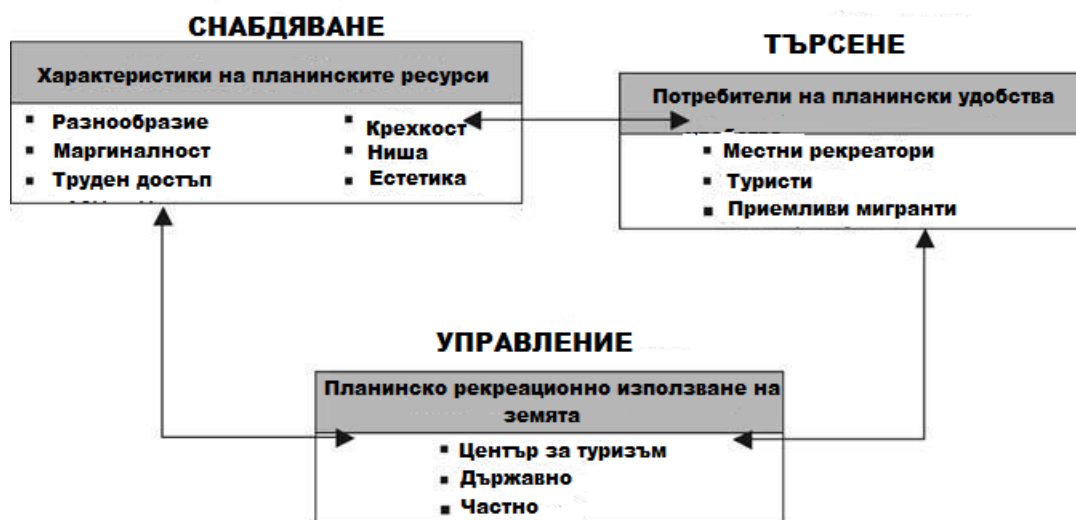 СНАБДЯВАНЕ
Характеристики на планинските ресурси
Разнообразие
Маргиналност
Труден достъп
Крехкост
Ниша
Естетика
ТЪРСЕНЕ
Потребители на планински удобства
Местни рекреатори
Туристи
Приемливи мигранти
УПРАВЛЕНИЕ
Планинско рекреационно използване на
земята
Център за туризъм
Държавно
Частно